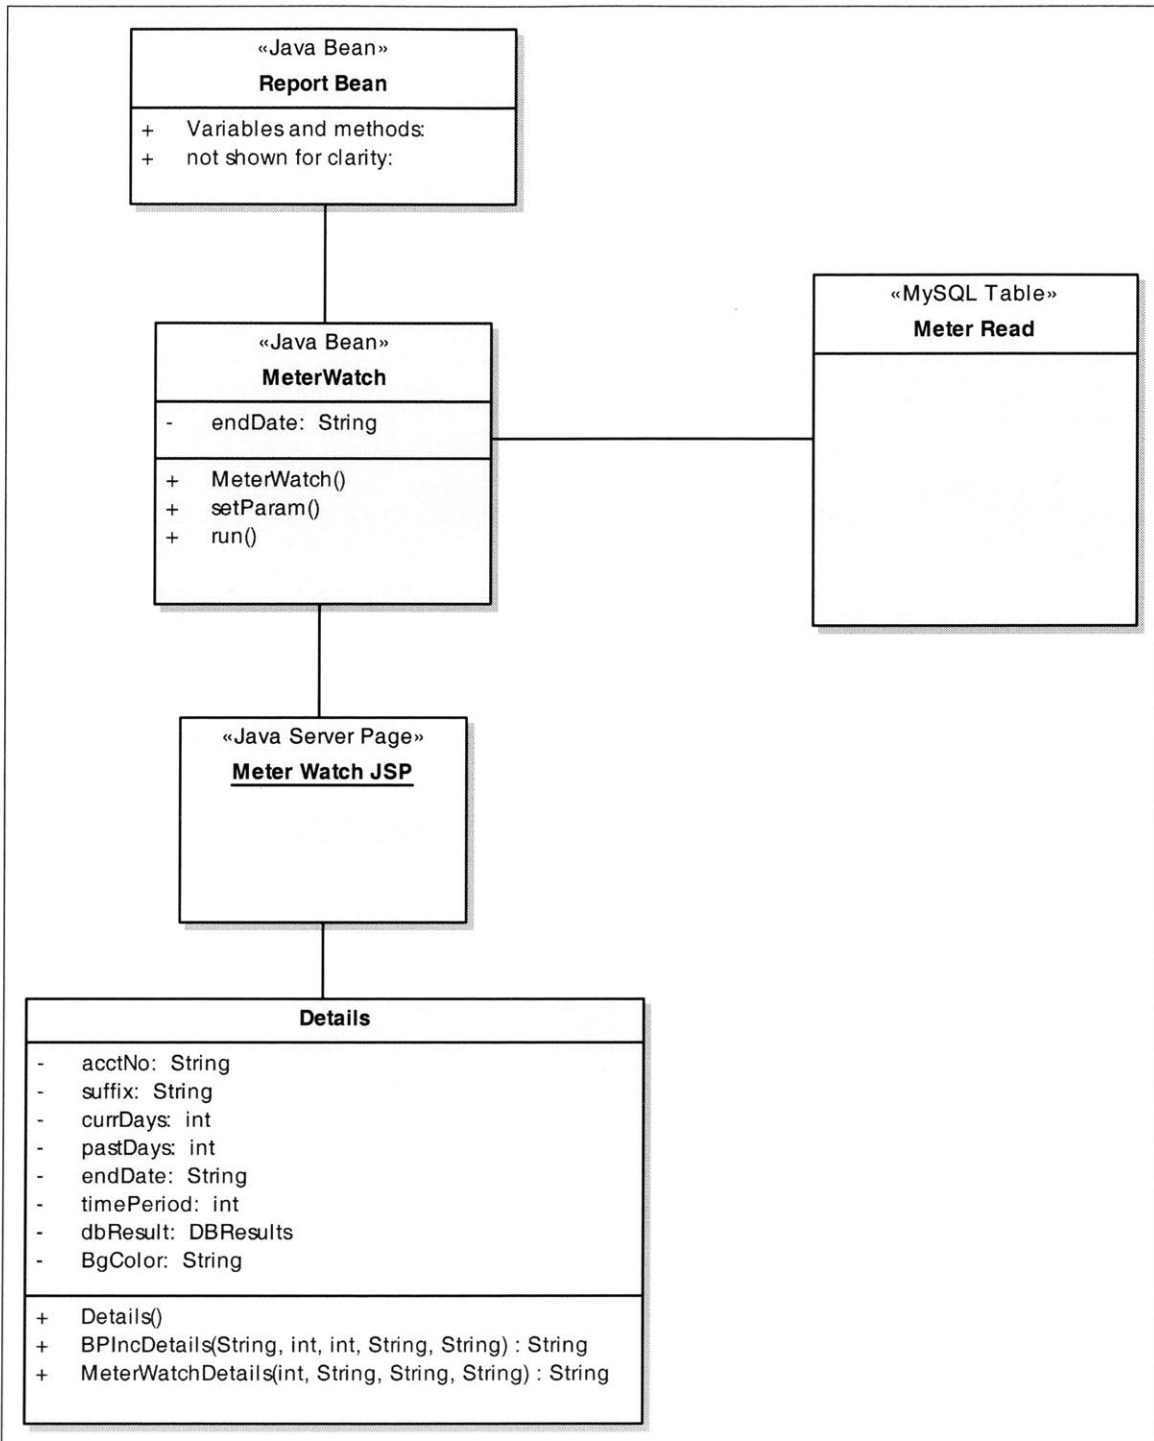 «Java Bean»
Report Bean
+ Variables and methods:
+ not shown for clarity:
«MySQL Table»
Meter Read
«Java Bean»
MeterWatch
- endDate: String
+ MeterWatch()
+ setParam()
+ run()
«Java Server Page»
Meter Watch JSP
Details
- acctNo: String
- suffix: String
- currDays: int
- pastDays: int
- endDate: String
- timePeriod: int
- dbResult: DBResults
- BgColor: String
+ Details()
+ BPIncDetails(String, int, int, String, String) : String
+ MeterWatchDetails(int, String, String, String) : String